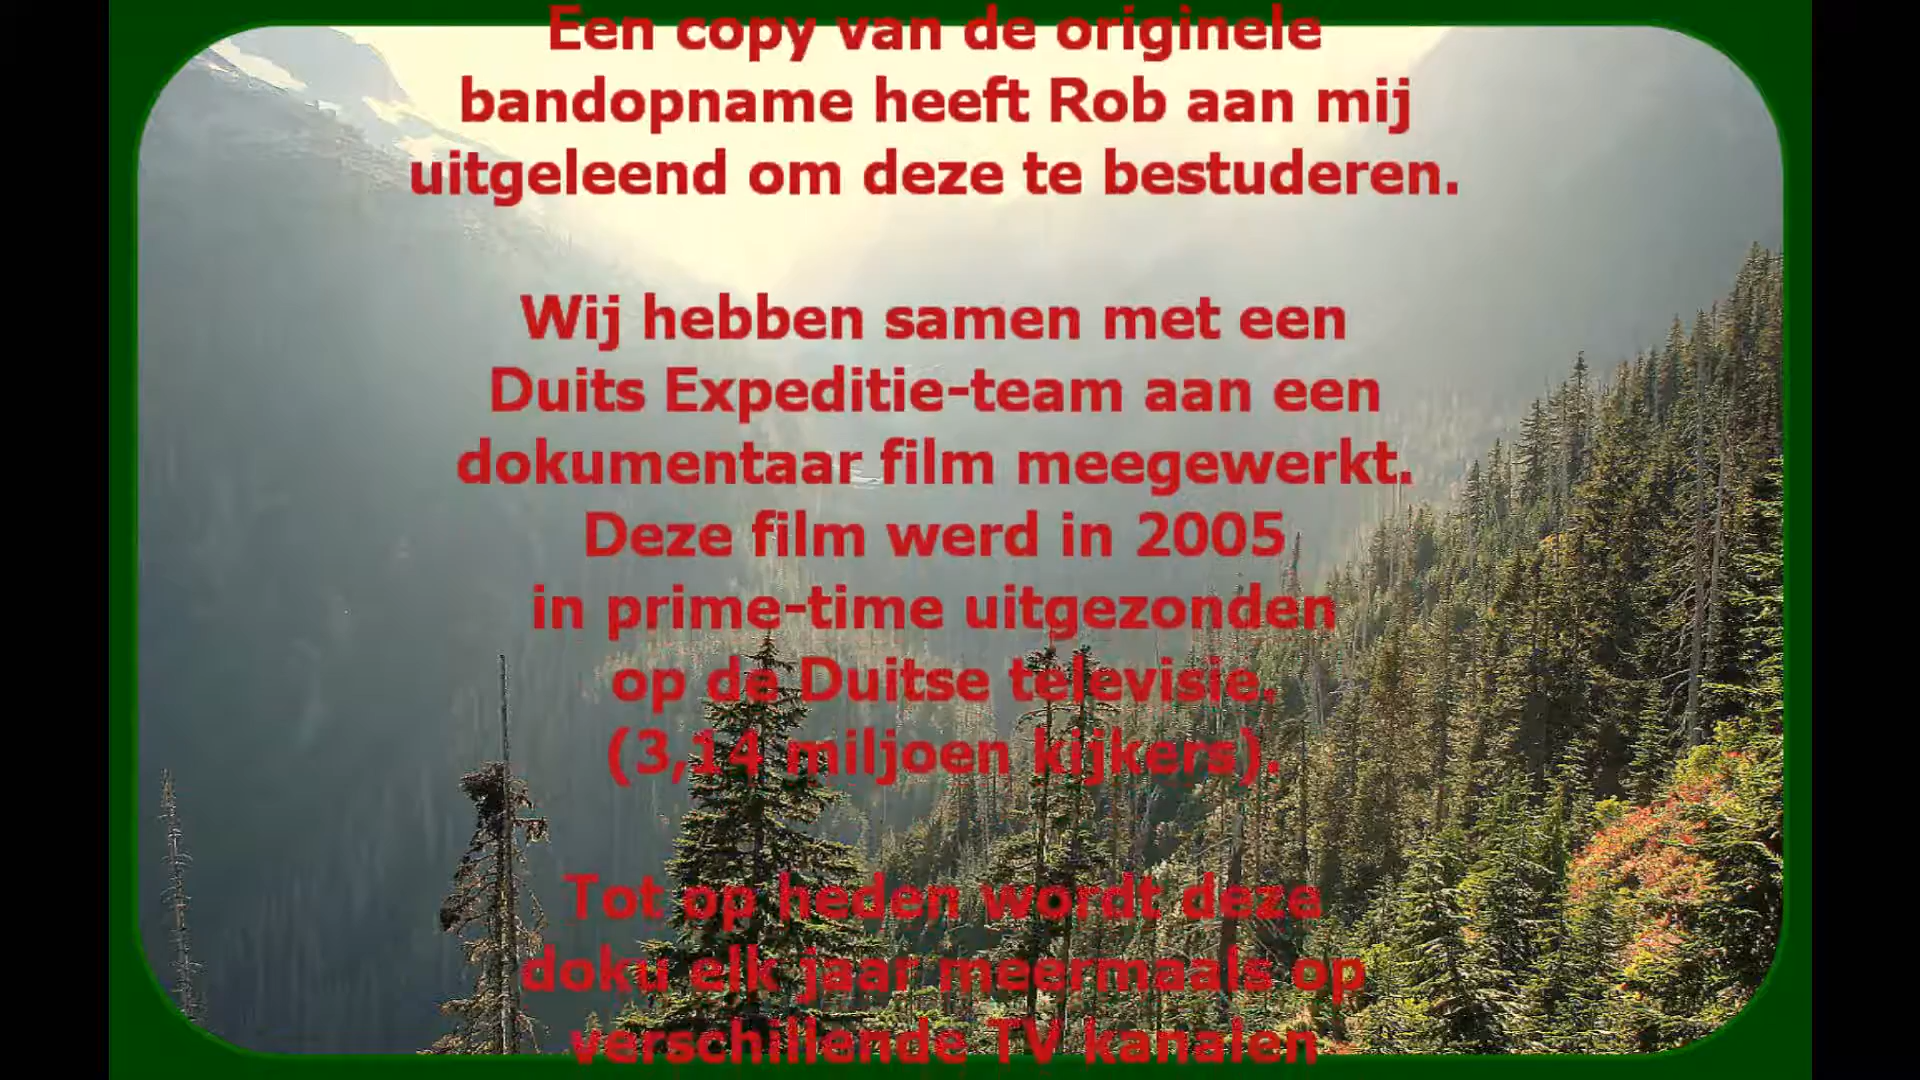 Een copy van de originele
bandopname heeft Rob aan mij
uitgeleend om deze te bestuderen.
Wij hebben samen met een
Duits Expeditie-team aan een
dokumentaar film meegewerkt.
Deze film werd in 2005
in prime-time uitgezonden
op de Duitse televisie.
(3,14 miljoen kijkers).
Tot op heden wordt deze
doku elk jaar meermaals op
verschillende TV kanalen